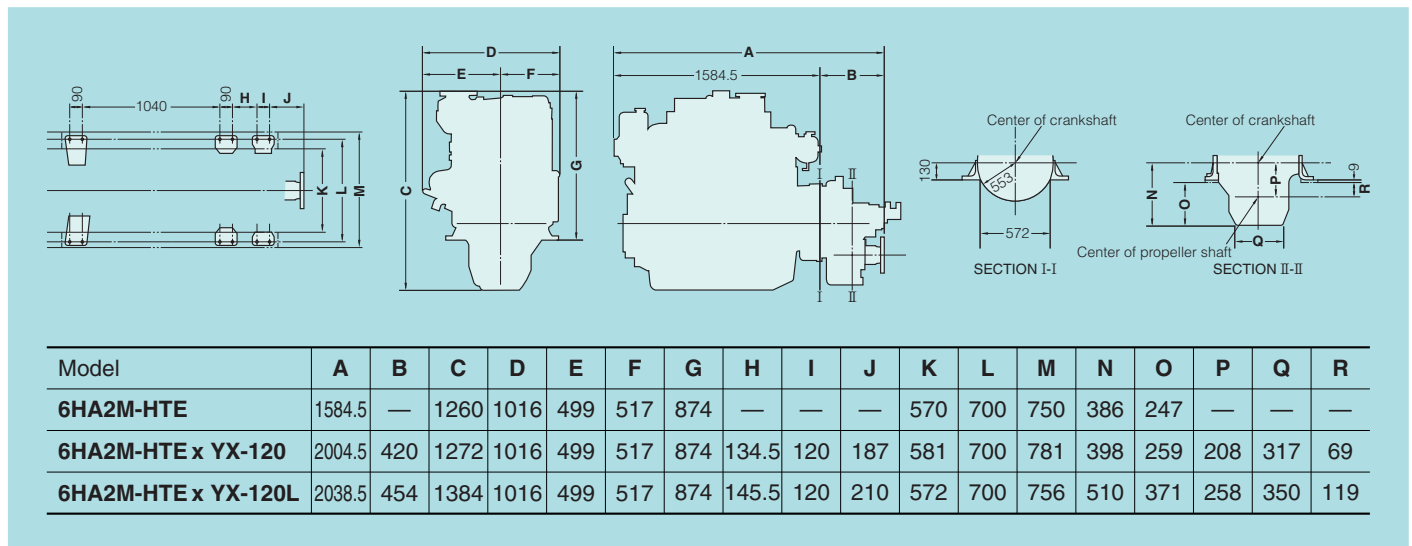 90
1040
90
H
I
J
K
L
M
D
E
F
C
G
A
1584.5
B
I
II
I
II
Center of crankshaft
130
553
572
SECTION I-I
Center of crankshaft
N
O
P
9
R
Q
Center of propeller shaft
SECTION II-II
Model A B C D E F G H I J K L M N O P Q R
6HA2M-HTE 1584.5 — 1260 1016 499 517 874 — — — 570 700 750 386 247 — — —
6HA2M-HTE x YX-120 2004.5 420 1272 1016 499 517 874 134.5 120 187 581 700 781 398 259 208 317 69
6HA2M-HTE x YX-120L 2038.5 454 1384 1016 499 517 874 145.5 120 210 572 700 756 510 371 258 350 119